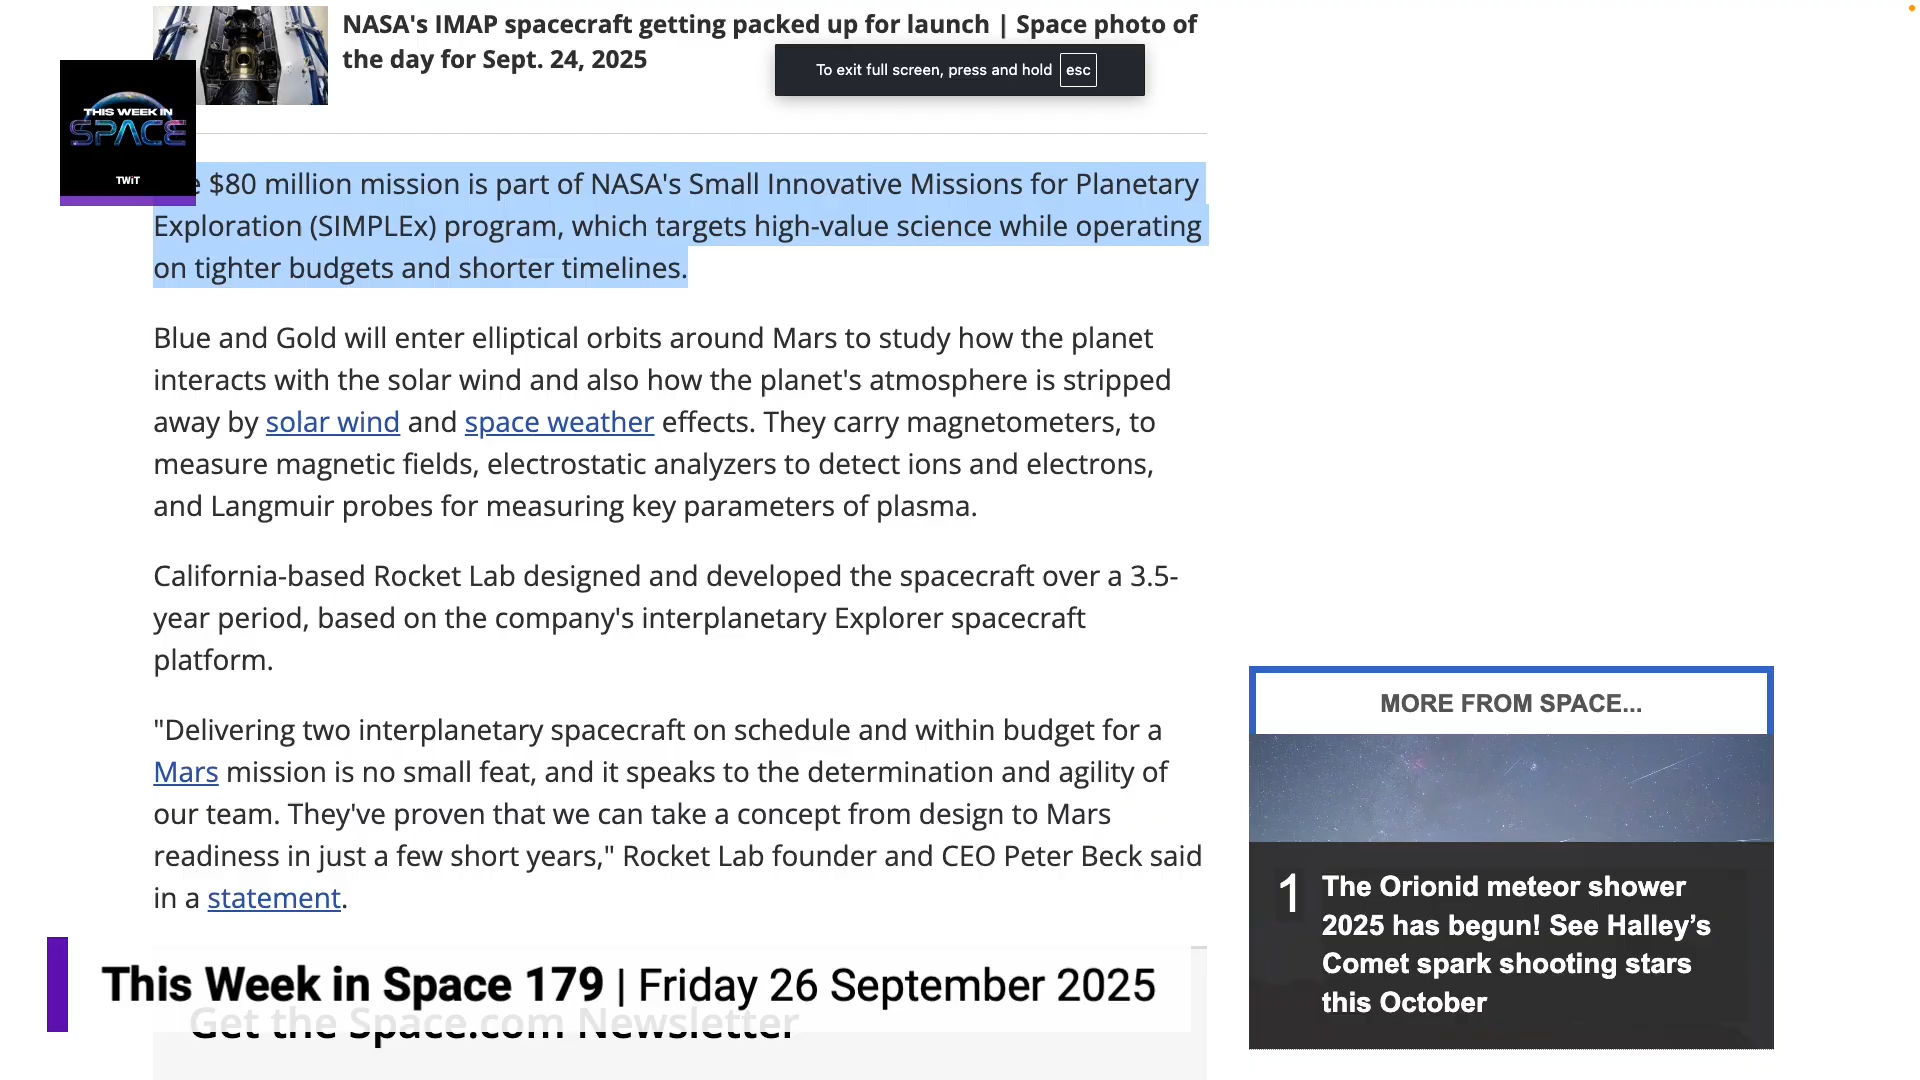 NASA's IMAP spacecraft getting packed up for launch | Space photo of
the day for Sept. 24, 2025
To exit full screen, press and hold esc
THIS WEEK IN
SPACE
TWiT
$80 million mission is part of NASA's Small Innovative Missions for Planetary
Exploration (SIMPLEx) program, which targets high-value science while operating
on tighter budgets and shorter timelines.
Blue and Gold will enter elliptical orbits around Mars to study how the planet
interacts with the solar wind and also how the planet's atmosphere is stripped
away by solar wind and space weather effects. They carry magnetometers, to
measure magnetic fields, electrostatic analyzers to detect ions and electrons,
and Langmuir probes for measuring key parameters of plasma.
California-based Rocket Lab designed and developed the spacecraft over a 3.5-
year period, based on the company's interplanetary Explorer spacecraft
platform.
"Delivering two interplanetary spacecraft on schedule and within budget for a
Mars mission is no small feat, and it speaks to the determination and agility of
our team. They've proven that we can take a concept from design to Mars
readiness in just a few short years," Rocket Lab founder and CEO Peter Beck said
in a statement.
This Week in Space 179 | Friday 26 September 2025
Get the Space.com Newsletter
MORE FROM SPACE...
1 The Orionid meteor shower
2025 has begun! See Halley’s
Comet spark shooting stars
this October